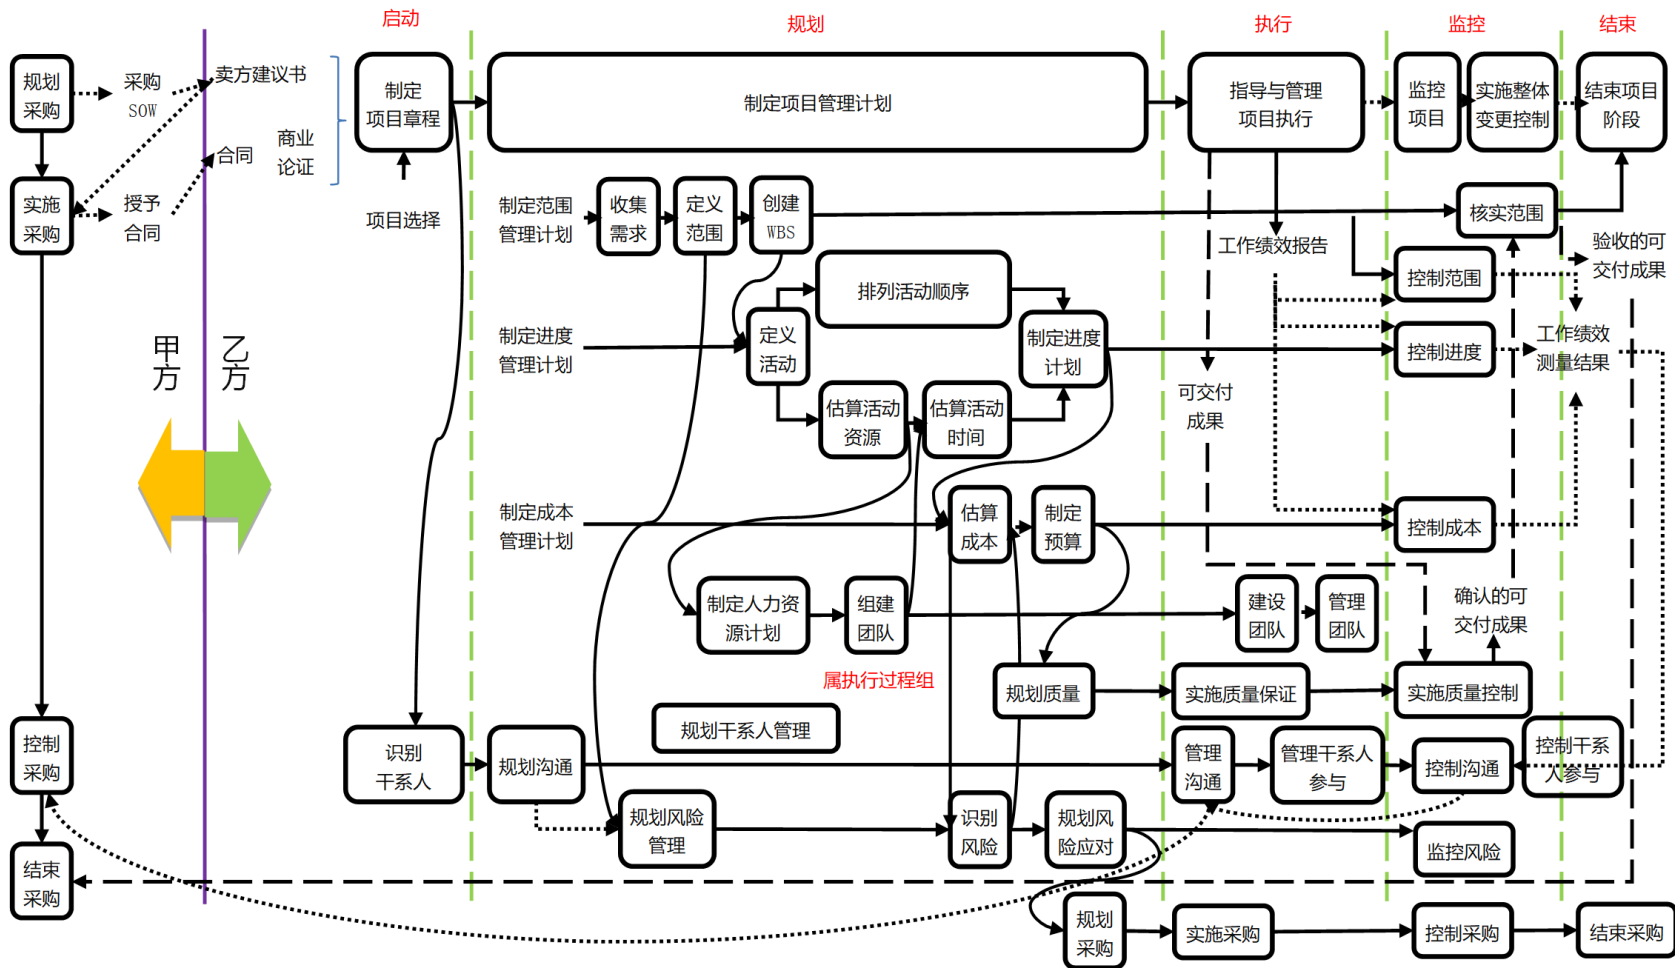 启动
规划
执行
监控
结束
规划
采购
采购
SOW
卖方建议书
商业
论证
合同
实施
采购
授予
合同
甲方
乙方
制定
项目章程
项目选择
制定项目管理计划
指导与管理
项目执行
监控
项目
实施整体
变更控制
结束项目
阶段
制定范围
管理计划
收集
需求
定义
范围
创建
WBS
核实范围
工作绩效报告
验收的可
交付成果
控制范围
排列活动顺序
制定进度
管理计划
定义
活动
制定进度
计划
控制进度
工作绩效
测量结果
估算活动
资源
估算活动
时间
可交付
成果
制定成本
管理计划
估算
成本
制定
预算
控制成本
制定人力资
源计划
组建
团队
建设
团队
管理
团队
确认的可
交付成果
属执行过程组
规划质量
实施质量保证
实施质量控制
规划干系人管理
控制
采购
识别
干系人
规划沟通
管理
沟通
管理干系人
参与
控制沟通
控制干系
人参与
规划风险
管理
识别
风险
规划风
险应对
监控风险
结束
采购
规划
采购
实施采购
控制采购
结束采购